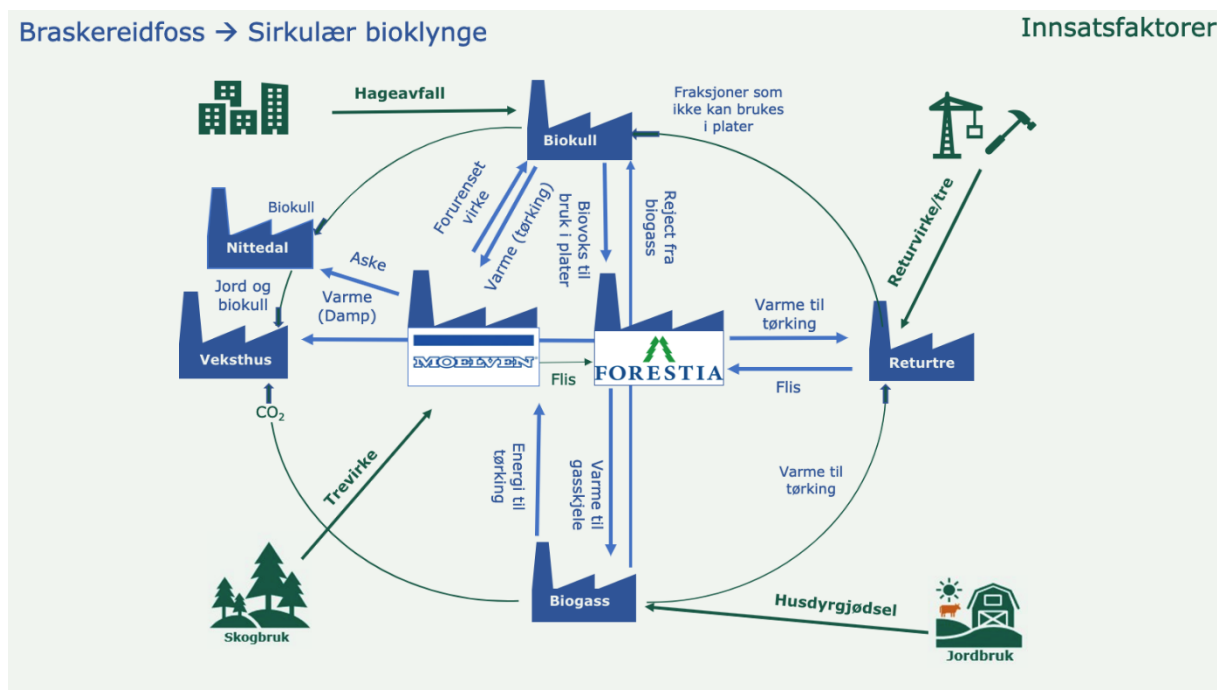 Braskereidfoss → Sirkulær bioklynge
Innsatsfaktorer
Hageavfall
Biokull
Fraksjoner som
ikke kan brukes
i plater
Returvirke/tre
Forurenset
virke
Varme (tørking)
Biovoks til
bruk i plater
Reject fra
biogass
Biokull
Nittedal
Aske
Jord og
biokull
Varme
(Damp)
Veksthus
MOELVEN
Flis
FORESTIA
Varme til
tørking
Flis
Returtre
CO₂
Trevirke
Energi til
tørking
Varme til
gasskjele
Varme til
tørking
Biogass
Husdyrgjødsel
Skogbruk
Jordbruk